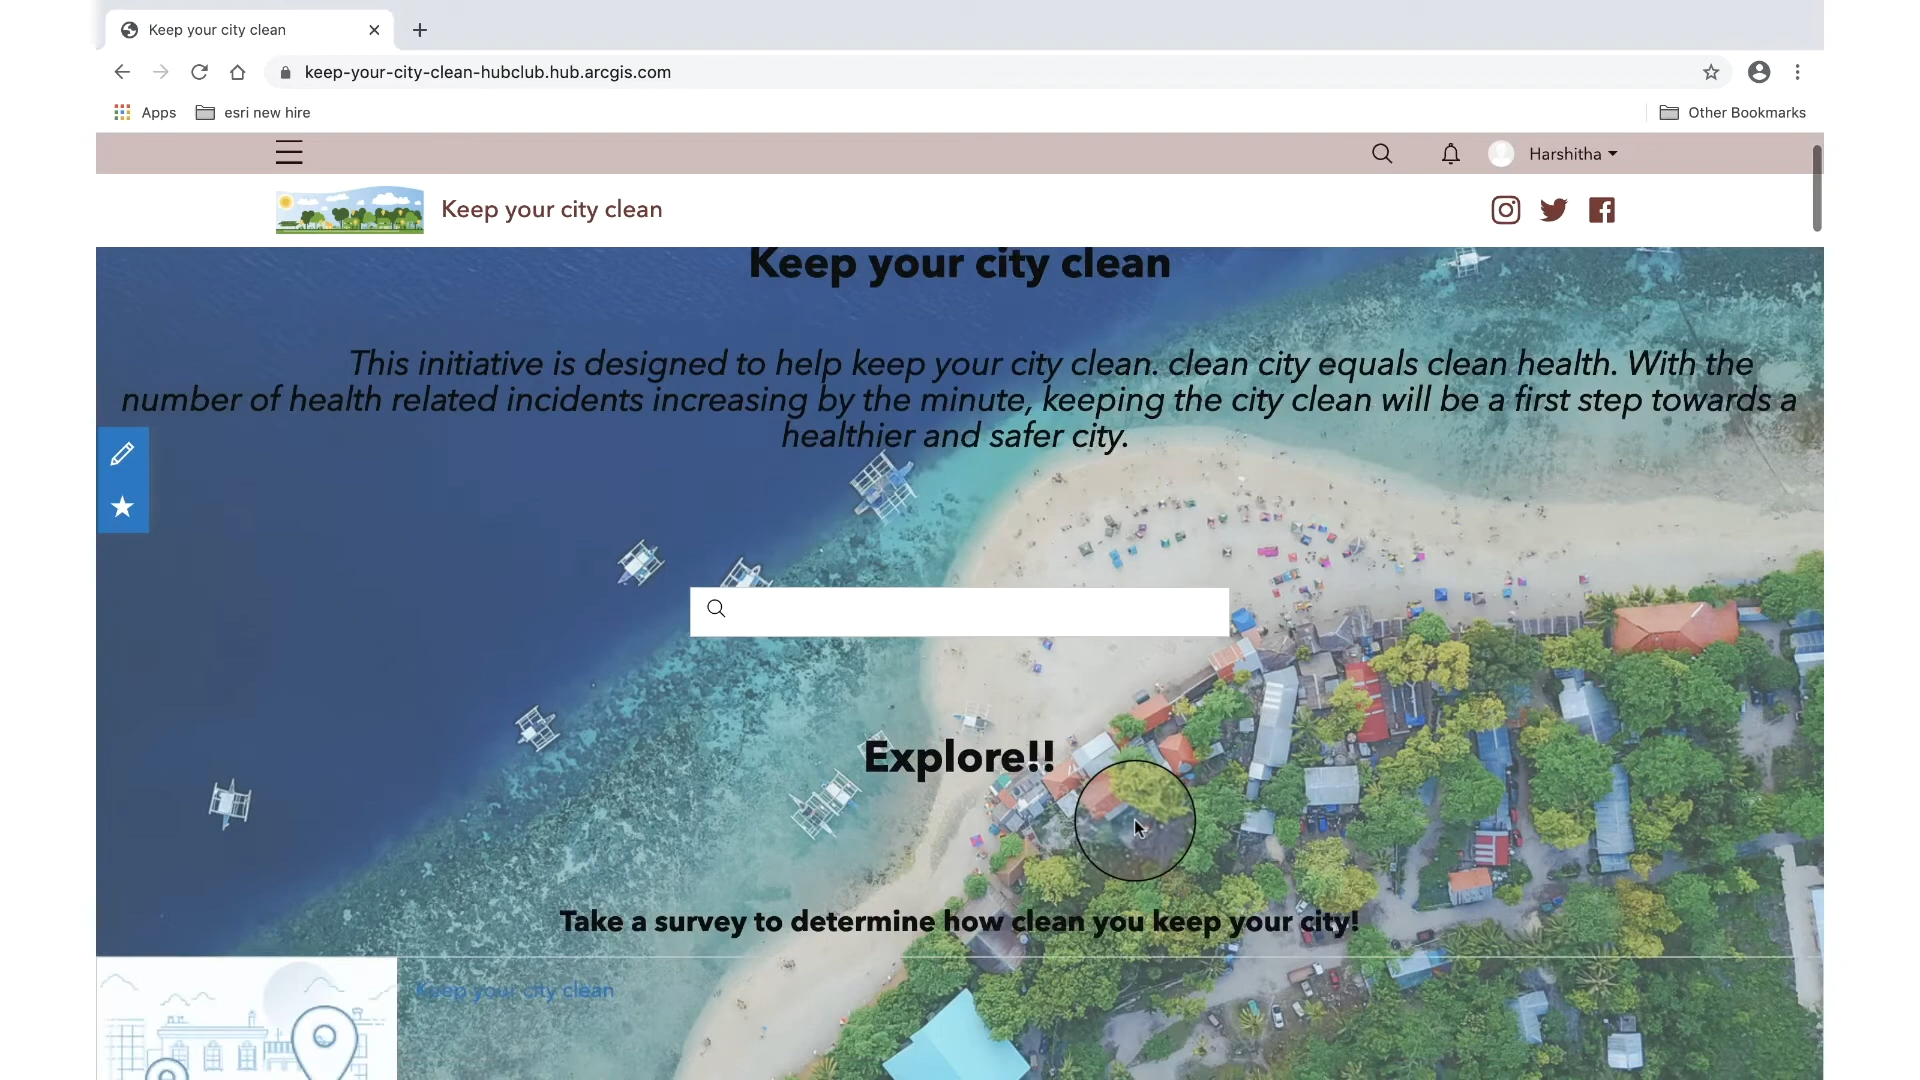 Keep your city clean
keep-your-city-clean-hubclub.hub.arcgis.com
Apps
esri new hire
Other Bookmarks
Harshitha
Keep your city clean
Keep your city clean
This initiative is designed to help keep your city clean. clean city equals clean health. With the
number of health related incidents increasing by the minute, keeping the city clean will be a first step towards a
healthier and safer city.
Explore!!
Take a survey to determine how clean you keep your city!
Keep your city clean